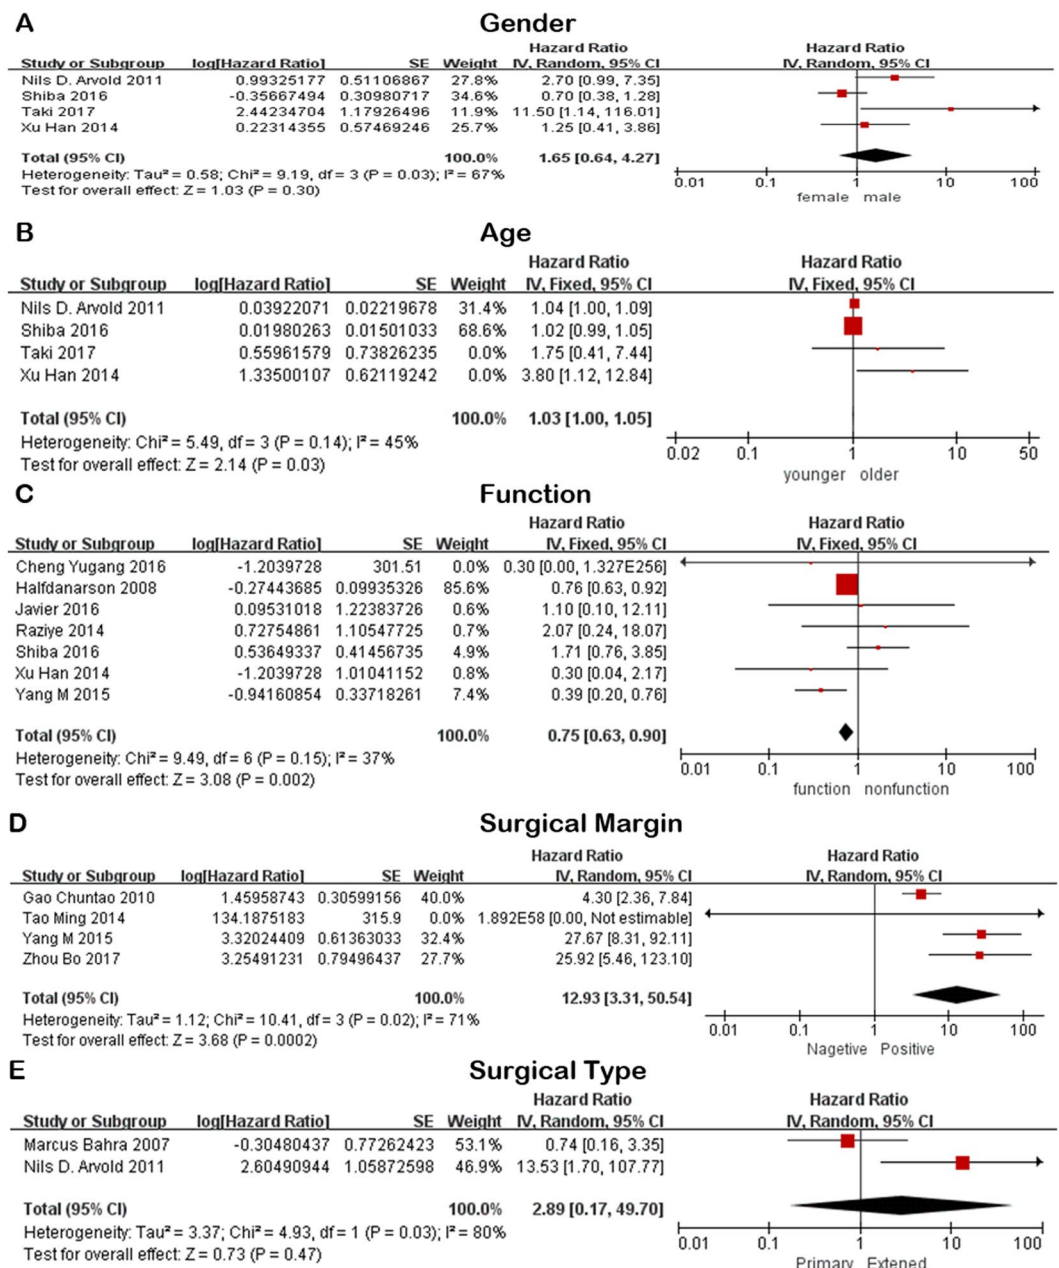 A Gender
Hazard Ratio Hazard Ratio
Study or Subgroup log[Hazard Ratio] SE Weight IV, Random, 95% CI IV, Random, 95% CI
Nils D. Arvold 2011 0.99325177 0.51106867 27.8% 2.70 [0.99, 7.35]
Shiba 2016 -0.35667494 0.30980717 34.6% 0.70 [0.38, 1.28]
Taki 2017 2.44234704 1.17926496 11.9% 11.50 [1.14, 116.01]
Xu Han 2014 0.22314355 0.57469246 25.7% 1.25 [0.41, 3.86]
Total (95% CI) 100.0% 1.65 [0.64, 4.27]
Heterogeneity: Tau² = 0.58; Chi² = 9.19, df = 3 (P = 0.03); I² = 67%
Test for overall effect: Z = 1.03 (P = 0.30)
0.01 0.1 1 10 100
female male
B Age
Hazard Ratio Hazard Ratio
Study or Subgroup log[Hazard Ratio] SE Weight IV, Fixed, 95% CI IV, Fixed, 95% CI
Nils D. Arvold 2011 0.03922071 0.02219678 31.4% 1.04 [1.00, 1.09]
Shiba 2016 0.01980263 0.01501033 68.6% 1.02 [0.99, 1.05]
Taki 2017 0.55961579 0.73826235 0.0% 1.75 [0.41, 7.44]
Xu Han 2014 1.33500107 0.62119242 0.0% 3.80 [1.12, 12.84]
Total (95% CI) 100.0% 1.03 [1.00, 1.05]
Heterogeneity: Chi² = 5.49, df = 3 (P = 0.14); I² = 45%
Test for overall effect: Z = 2.14 (P = 0.03)
0.02 0.1 1 10 50
younger older
C Function
Hazard Ratio Hazard Ratio
Study or Subgroup log[Hazard Ratio] SE Weight IV, Fixed, 95% CI IV, Fixed, 95% CI
Cheng Yugang 2016 -1.2039728 301.51 0.0% 0.30 [0.00, 1.327E256]
Halfdanarson 2008 -0.27443685 0.09935326 85.6% 0.76 [0.63, 0.92]
Javier 2016 0.09531018 1.22383726 0.6% 1.10 [0.10, 12.11]
Raziye 2014 0.72754861 1.10547725 0.7% 2.07 [0.24, 18.07]
Shiba 2016 0.53649337 0.41456735 4.9% 1.71 [0.76, 3.85]
Xu Han 2014 -1.2039728 1.01041152 0.8% 0.30 [0.04, 2.17]
Yang M 2015 -0.94160854 0.33718261 7.4% 0.39 [0.20, 0.76]
Total (95% CI) 100.0% 0.75 [0.63, 0.90]
Heterogeneity: Chi² = 9.49, df = 6 (P = 0.15); I² = 37%
Test for overall effect: Z = 3.08 (P = 0.002)
0.01 0.1 1 10 100
function nonfunction
D Surgical Margin
Hazard Ratio Hazard Ratio
Study or Subgroup log[Hazard Ratio] SE Weight IV, Random, 95% CI IV, Random, 95% CI
Gao Chuntao 2010 1.45958743 0.30599156 40.0% 4.30 [2.36, 7.84]
Tao Ming 2014 134.1875183 315.9 0.0% 1.892E58 [0.00, Not estimable]
Yang M 2015 3.32024409 0.61363033 32.4% 27.67 [8.31, 92.11]
Zhou Bo 2017 3.25491231 0.79496437 27.7% 25.92 [5.46, 123.10]
Total (95% CI) 100.0% 12.93 [3.31, 50.54]
Heterogeneity: Tau² = 1.12; Chi² = 10.41, df = 3 (P = 0.02); I² = 71%
Test for overall effect: Z = 3.68 (P = 0.0002)
0.01 0.1 1 10 100
Nagetive Positive
E Surgical Type
Hazard Ratio Hazard Ratio
Study or Subgroup log[Hazard Ratio] SE Weight IV, Random, 95% CI IV, Random, 95% CI
Marcus Bahra 2007 -0.30480437 0.77262423 53.1% 0.74 [0.16, 3.35]
Nils D. Arvold 2011 2.60490944 1.05872598 46.9% 13.53 [1.70, 107.77]
Total (95% CI) 100.0% 2.89 [0.17, 49.70]
Heterogeneity: Tau² = 3.37; Chi² = 4.93, df = 1 (P = 0.03); I² = 80%
Test for overall effect: Z = 0.73 (P = 0.47)
0.01 0.1 1 10 100
Primary Extened